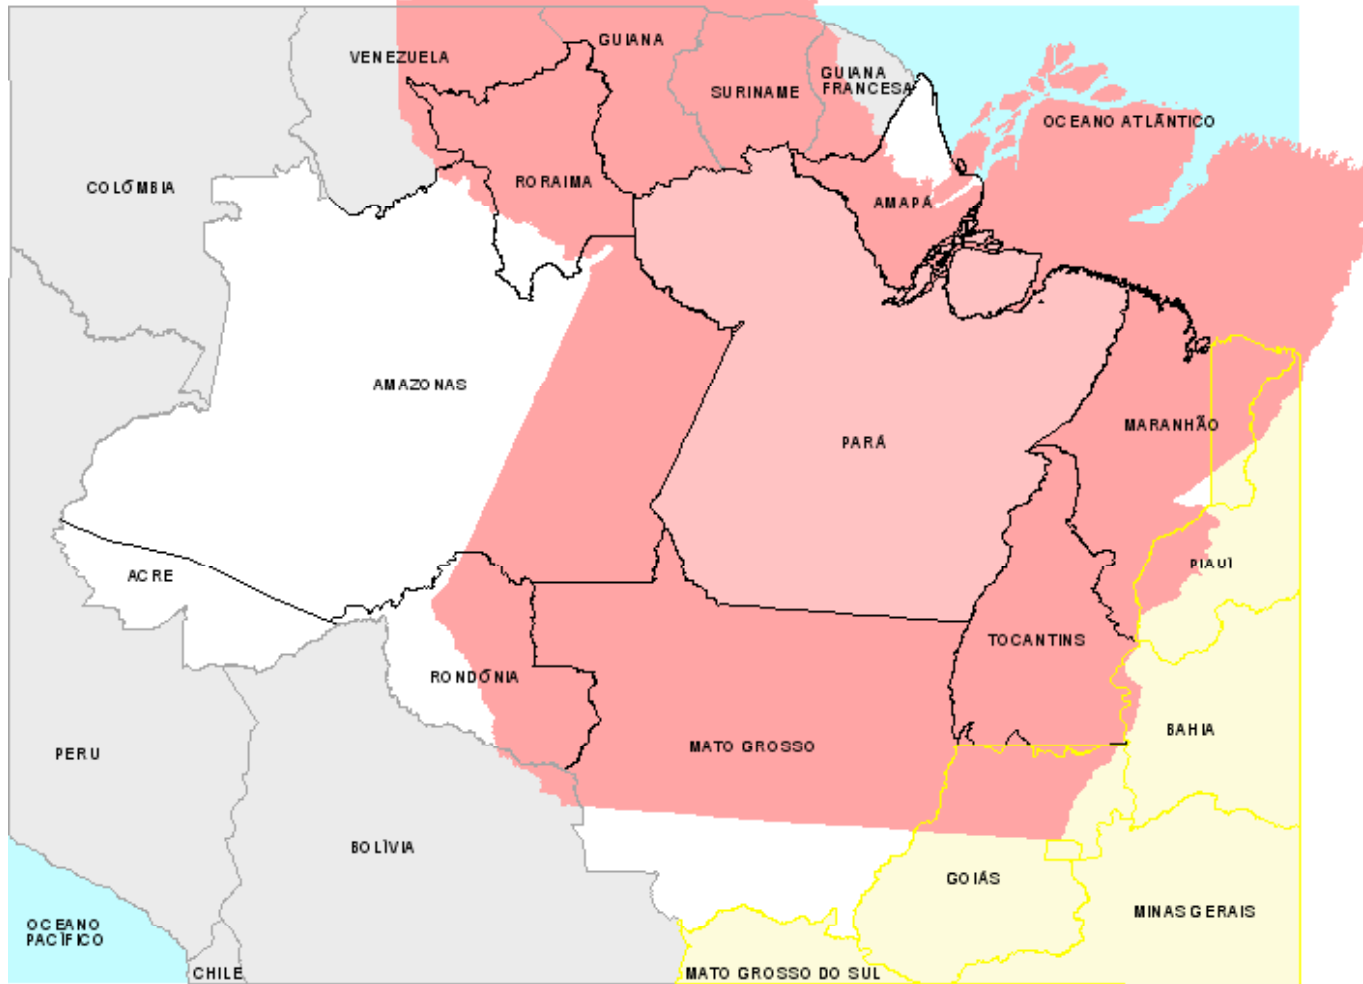 GUIANA
VENEZUELA
GUIANA
FRANCESA
SURINAME
OCEANO ATLÂNTICO
COLÔMBIA
RORAIMA
AMAPÁ
AMAZONAS
MARANHÃO
PARÁ
PIAUÍ
ACRE
TOCANTINS
RONDÔNIA
BAHIA
MATO GROSSO
PERU
BOLÍVIA
GOIÁS
MINAS GERAIS
OCEANO
PACÍFICO
CHILE
MATO GROSSO DO SUL